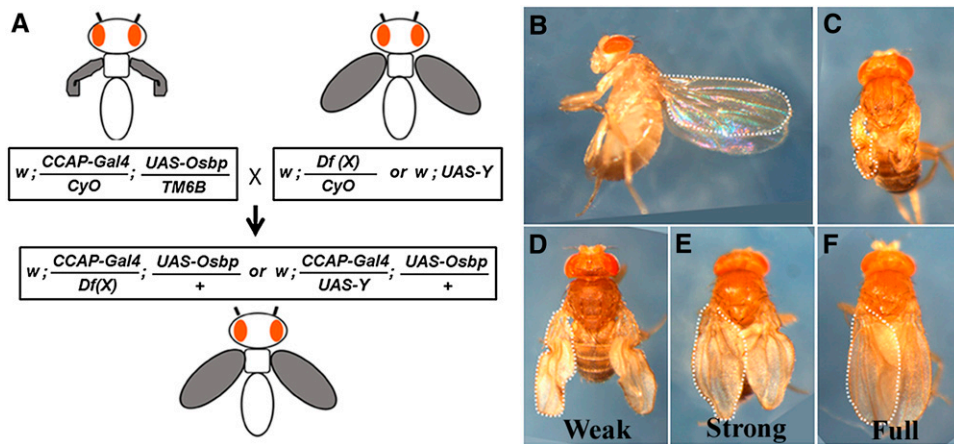 A
B
C
w ; CCAP-Gal4 / CyO ; UAS-Osbp / TM6B
X
w ; Df (X) / CyO or w ; UAS-Y
w ; CCAP-Gal4 / Df(X) ; UAS-Osbp / + or w ; CCAP-Gal4 / UAS-Y ; UAS-Osbp / +
D
E
F
Weak
Strong
Full